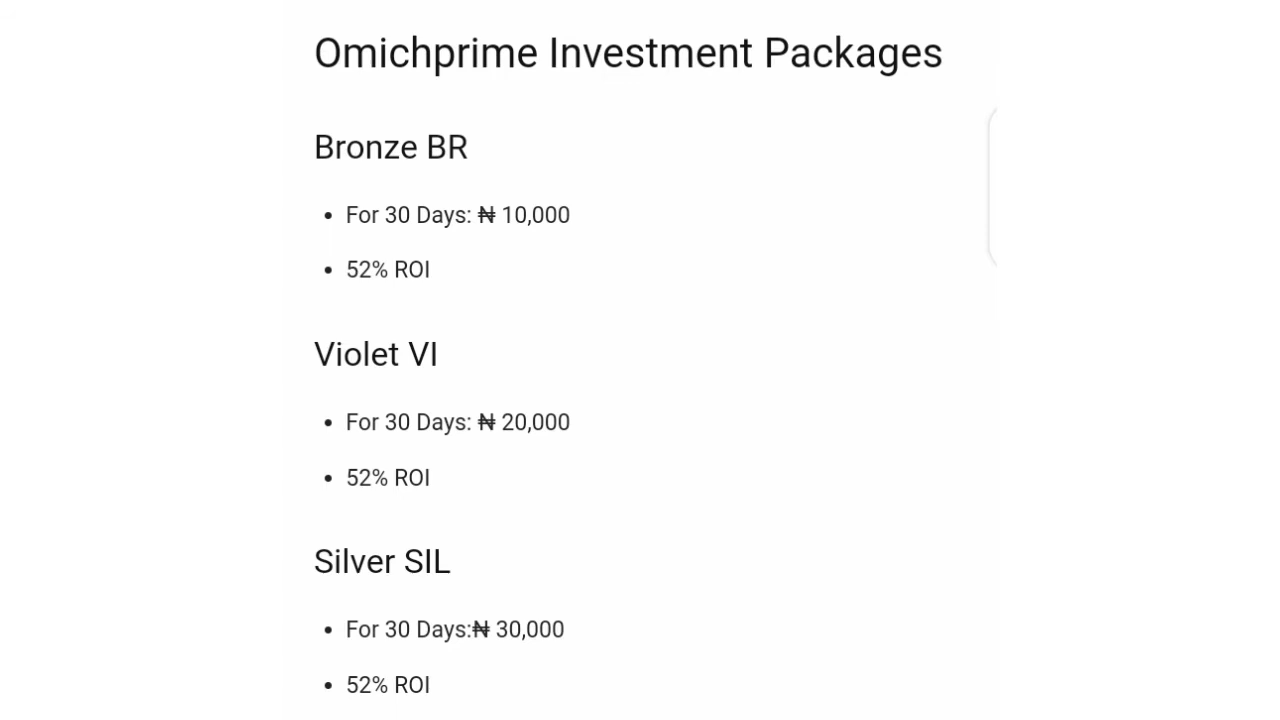 Omichprime Investment Packages
Bronze BR
• For 30 Days: ₦ 10,000
• 52% ROI
Violet VI
• For 30 Days: ₦ 20,000
• 52% ROI
Silver SIL
• For 30 Days:₦ 30,000
• 52% ROI